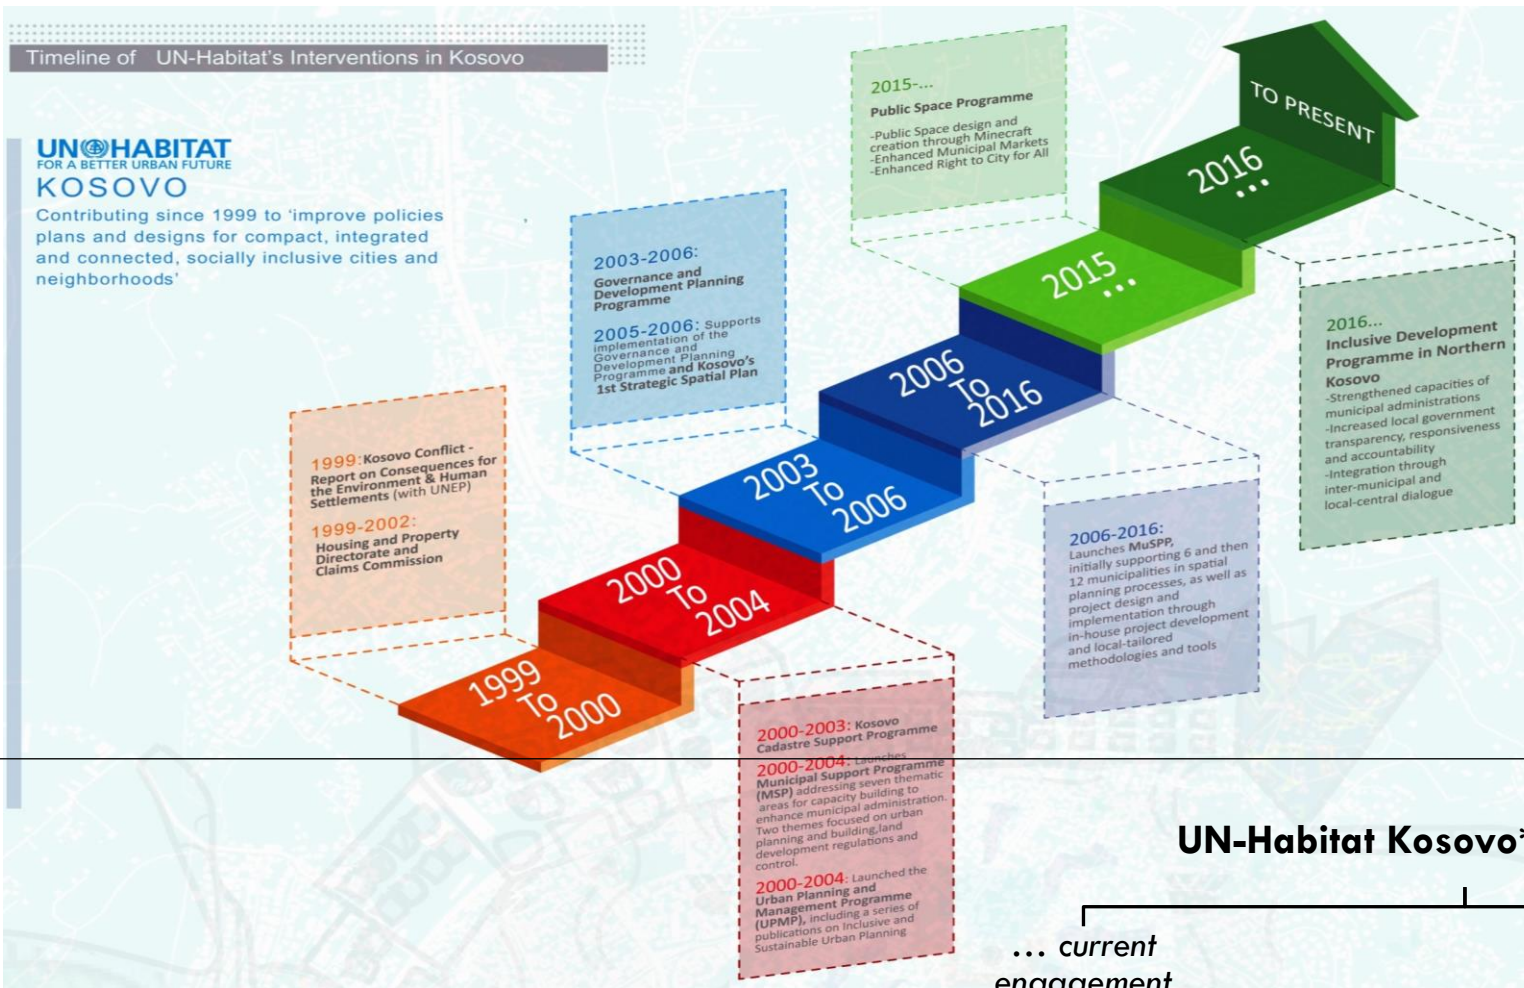 Timeline of UN-Habitat's Interventions in Kosovo
UN HABITAT
FOR A BETTER URBAN FUTURE
KOSOVO
Contributing since 1999 to 'improve policies
plans and designs for compact, integrated
and connected, socially inclusive cities and
neighborhoods'
1999:Kosovo Conflict -
Report on Consequences for
the Environment & Human
Settlements (with UNEP)
1999-2002:
Housing and Property
Directorate and
Claims Commission
1999
To
2000
2000
To
2004
2000-2003: Kosovo
Cadastre Support Programme
2000-2004: Launches
Municipal Support Programme
(MSP) addressing seven thematic
areas for capacity building to
enhance municipal administration.
Two themes focused on urban
planning and building,land
development regulations and
control.
2000-2004: Launched the
Urban Planning and
Management Programme
(UPMP), including a series of
publications on Inclusive and
Sustainable Urban Planning
2003-2006:
Governance and
Development Planning
Programme
2005-2006: Supports
implementation of the
Governance and
Development Planning
Programme and Kosovo's
1st Strategic Spatial Plan
2003
To
2006
2006
To
2016
2006-2016:
Launches MuSPP,
initially supporting 6 and then
12 municipalities in spatial
planning processes, as well as
project design and
implementation through
in-house project development
and local-tailored
methodologies and tools
2015-...
Public Space Programme
-Public Space design and
creation through Minecraft
-Enhanced Municipal Markets
-Enhanced Right to City for All
2015
...
2016
...
TO PRESENT
2016...
Inclusive Development
Programme in Northern
Kosovo
-Strengthened capacities of
municipal administrations
-Increased local government
transparency, responsiveness
and accountability
-Integration through
inter-municipal and
local-central dialogue
UN-Habitat Kosovo*
... current
engagement